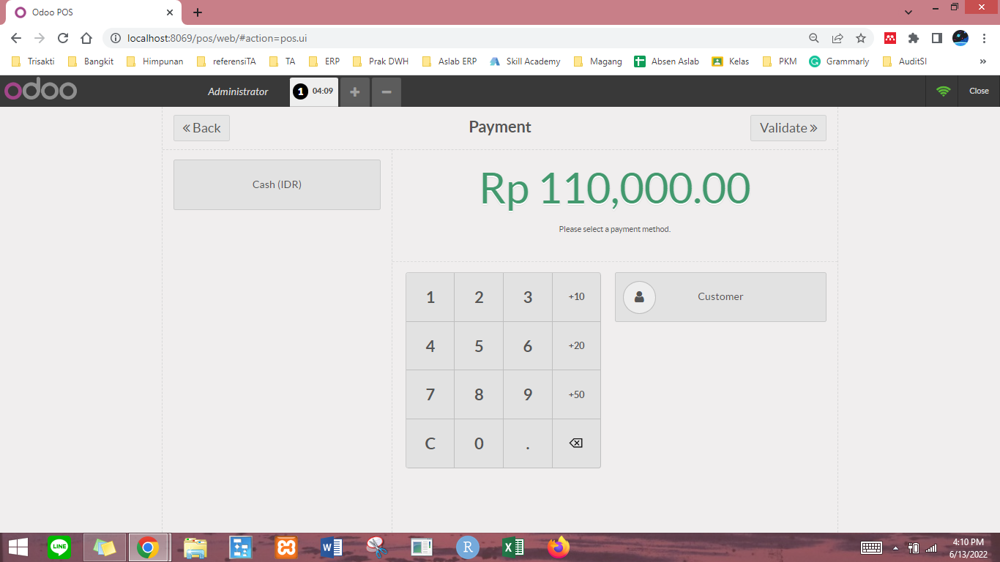 Odoo POS
localhost:8069/pos/web/#action=pos.ui
Trisakti Bangkit Himpunan referensiTA TA ERP Prak DWH Aslab ERP Skill Academy Magang Absen Aslab Kelas PKM Grammarly AuditSI »
odoo Administrator 1 04:09 + − Close
« Back Payment Validate »
Cash (IDR)
Rp 110,000.00
Please select a payment method.
1 2 3 +10
Customer
4 5 6 +20
7 8 9 +50
C 0 .
LINE
4:10 PM
6/13/2022